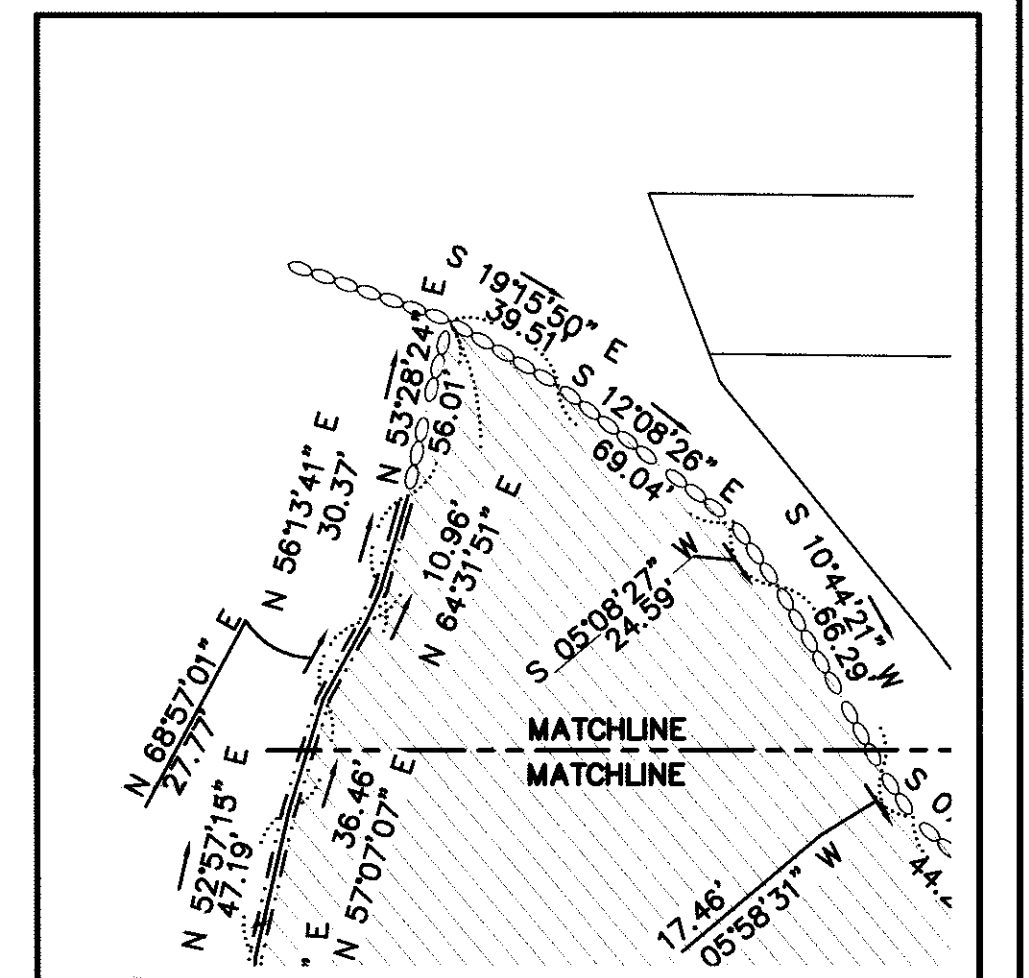 S 19°15'50" E
39.51'
N 53°28'24" E
56.01'
S 12°08'26" E
69.04'
N 56°13'41" E
30.37'
10.96'
N 64°31'51" E
S 10°44'21" W
66.29'
S 05°08'27" W
24.59'
N 68°57'01" E
27.77'
MATCHLINE
MATCHLINE
N 52°57'15" E
47.19'
36.46'
N 57°07'07" E
17.46'
05°58'31" W
S 0
44.2
" E